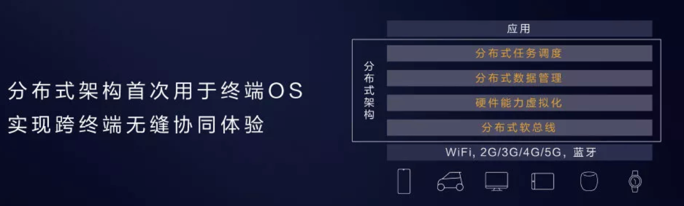 分布式架构首次用于终端OS
实现跨终端无缝协同体验
应用
分布式架构
分布式任务调度
分布式数据管理
硬件能力虚拟化
分布式软总线
WiFi, 2G/3G/4G/5G, 蓝牙